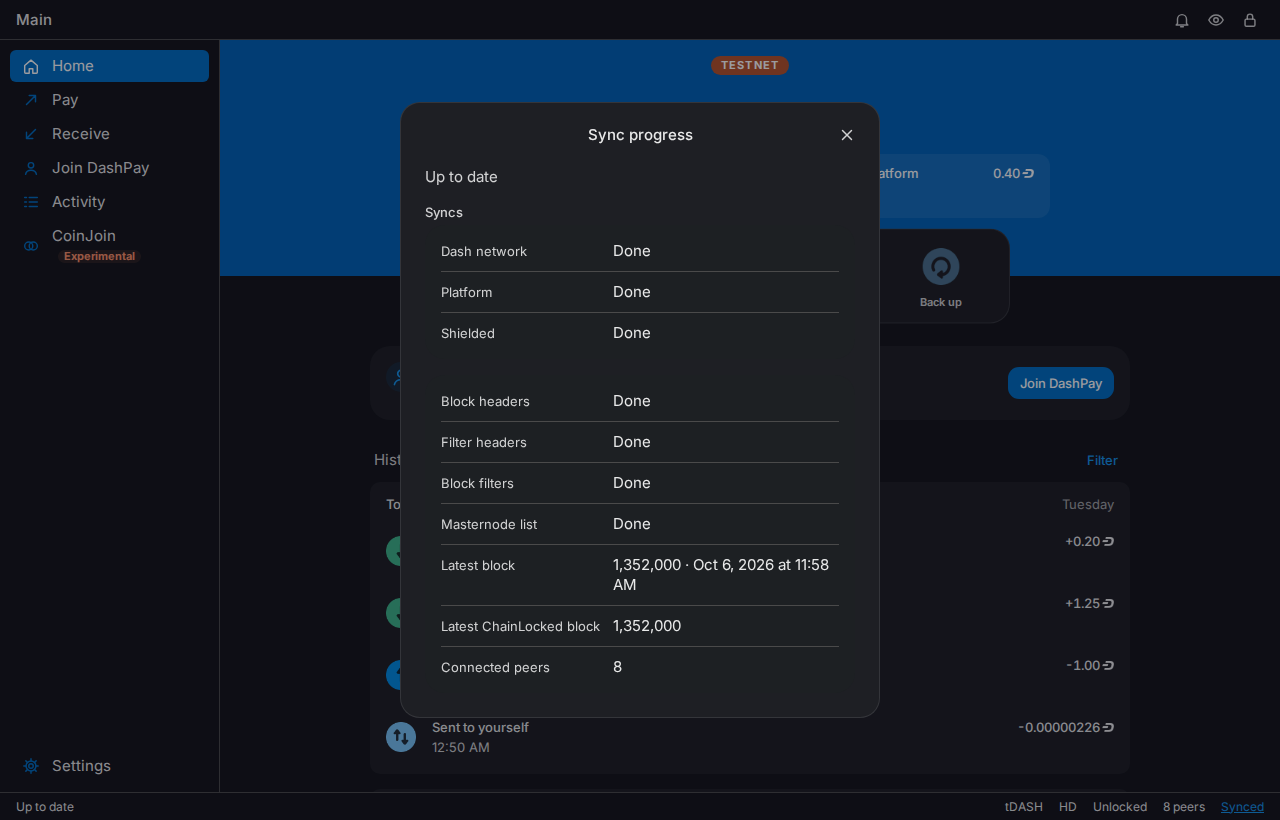 Main
Home
Pay
Receive
Join DashPay
Activity
CoinJoin
Experimental
Settings
TESTNET
0.40
Back up
Join DashPay
Filter
Tuesday
+0.20
+1.25
-1.00
Sent to yourself
12:50 AM
-0.00000226
Sync progress
Up to date
Syncs
Dash network Done
Platform Done
Shielded Done
Block headers Done
Filter headers Done
Block filters Done
Masternode list Done
Latest block 1,352,000 · Oct 6, 2026 at 11:58
AM
Latest ChainLocked block 1,352,000
Connected peers 8
Up to date
tDASH HD Unlocked 8 peers Synced